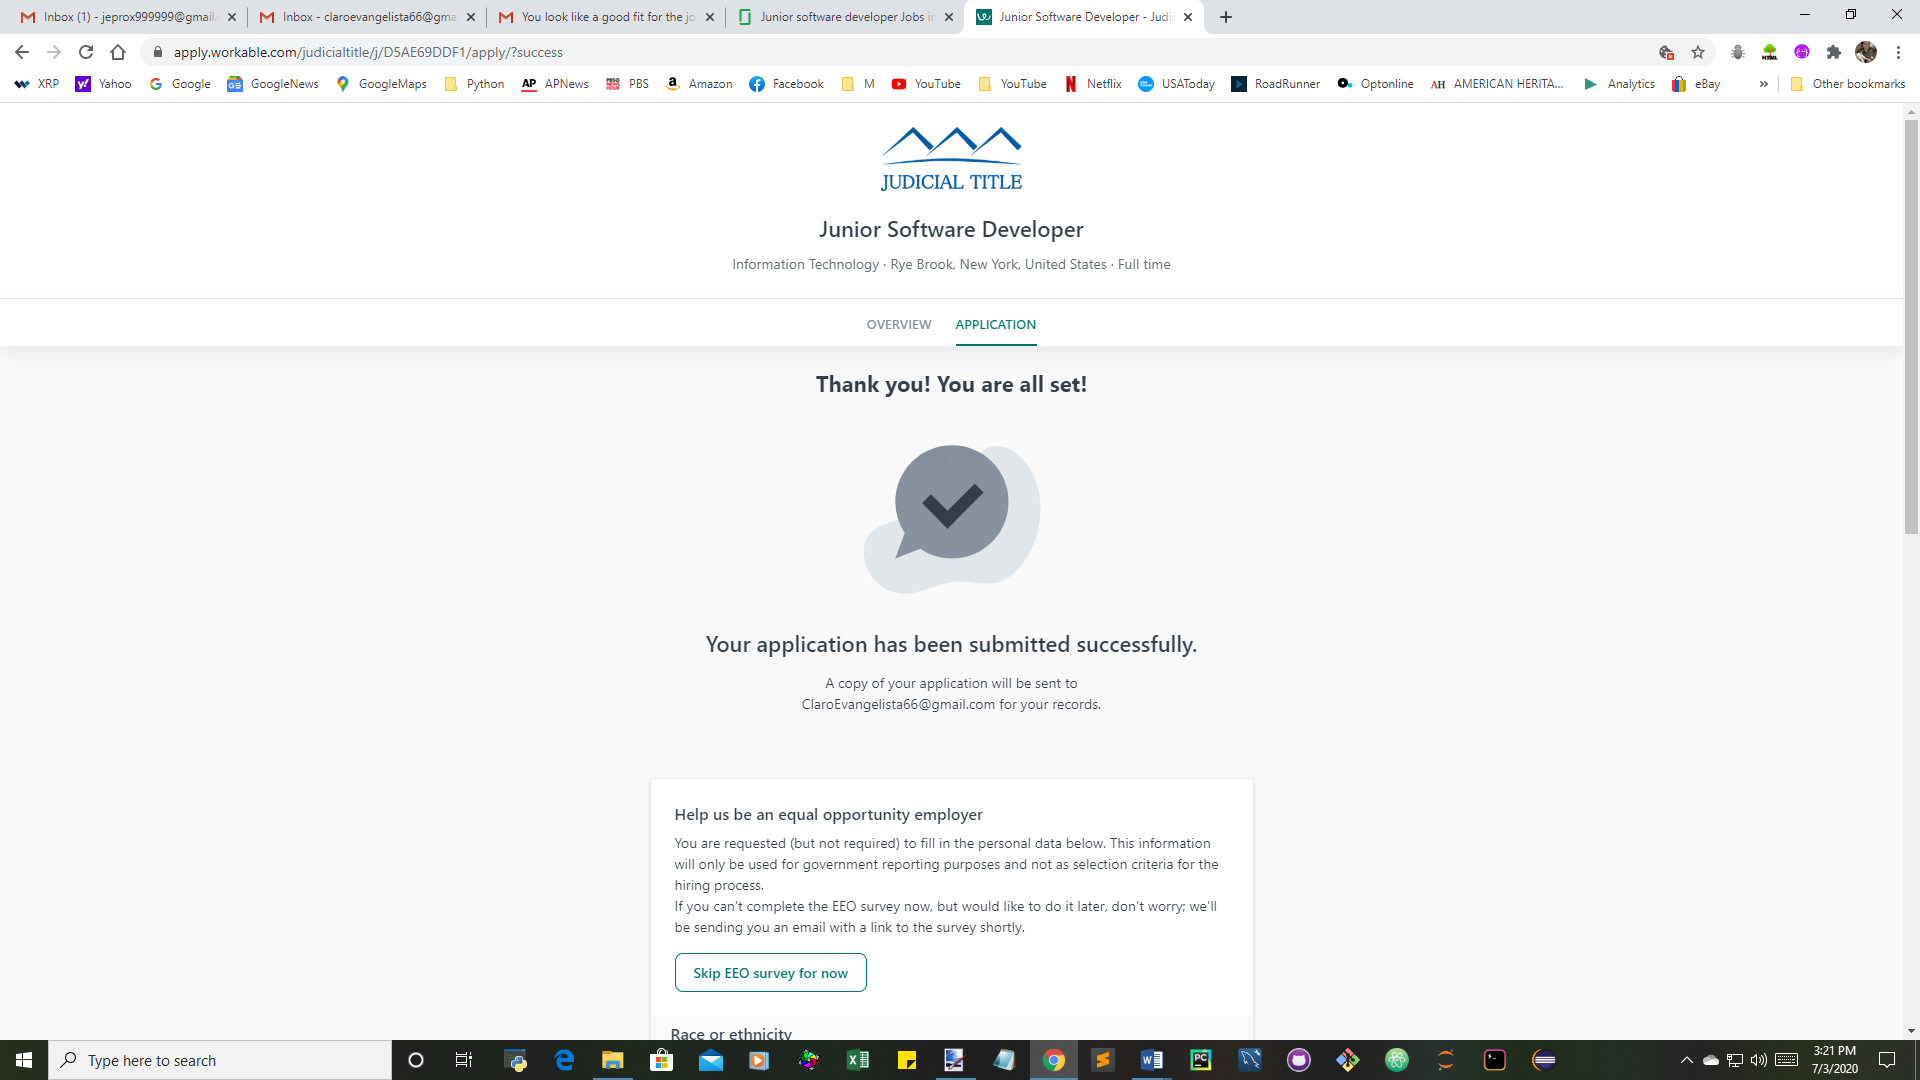 Inbox (1) - jeprox999999@gmail.
Inbox - claroevangelista66@gma
You look like a good fit for the jo
Junior software developer Jobs in
Junior Software Developer - Judi
apply.workable.com/judicialtitle/j/D5AE69DDF1/apply/?success
XRP
Yahoo
Google
GoogleNews
GoogleMaps
Python
AP APNews
PBS
Amazon
Facebook
M
YouTube
YouTube
Netflix
USAToday
RoadRunner
Optonline
AH AMERICAN HERITA...
Analytics
eBay
»
Other bookmarks
JUDICIAL TITLE
Junior Software Developer
Information Technology · Rye Brook, New York, United States · Full time
OVERVIEW
APPLICATION
Thank you! You are all set!
Your application has been submitted successfully.
A copy of your application will be sent to
ClaroEvangelista66@gmail.com for your records.
Help us be an equal opportunity employer
You are requested (but not required) to fill in the personal data below. This information
will only be used for government reporting purposes and not as selection criteria for the
hiring process.
If you can't complete the EEO survey now, but would like to do it later, don't worry; we'll
be sending you an email with a link to the survey shortly.
Skip EEO survey for now
Race or ethnicity
Type here to search
3:21 PM
7/3/2020